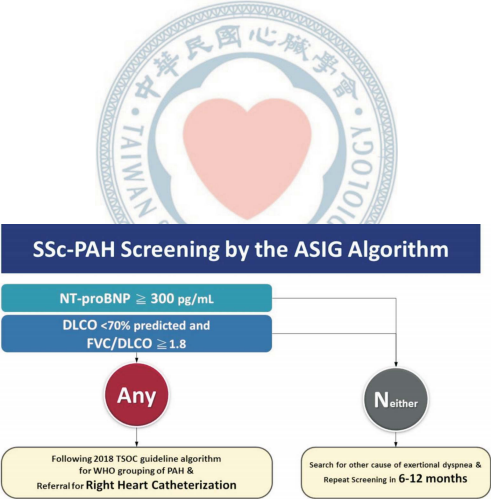 中華民國心臟學會
TAIWAN
SSc-PAH Screening by the ASIG Algorithm
NT-proBNP ≧ 300 pg/mL
DLCO <70% predicted and
FVC/DLCO ≧1.8
Any
Neither
Following 2018 TSOC guideline algorithm
for WHO grouping of PAH &
Referral for Right Heart Catheterization
Search for other cause of exertional dyspnea &
Repeat Screening in 6-12 months